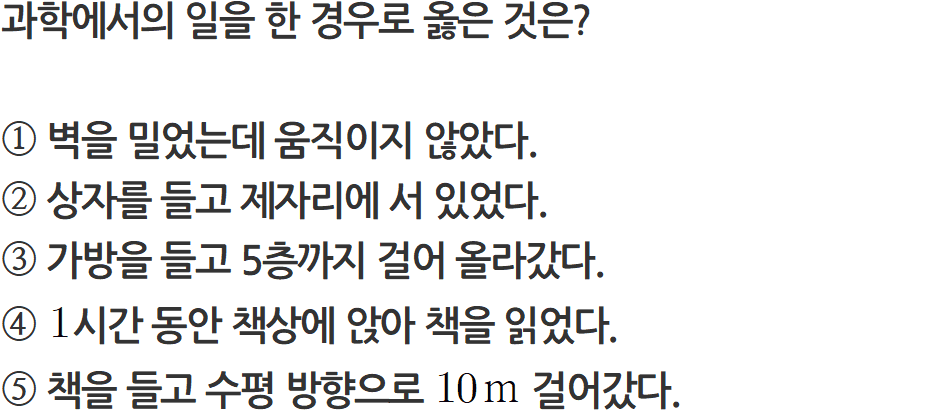 과학에서의 일을 한 경우로 옳은 것은?
① 벽을 밀었는데 움직이지 않았다.
② 상자를 들고 제자리에 서 있었다.
③ 가방을 들고 5층까지 걸어 올라갔다.
④ 1시간 동안 책상에 앉아 책을 읽었다.
⑤ 책을 들고 수평 방향으로 10 m 걸어갔다.